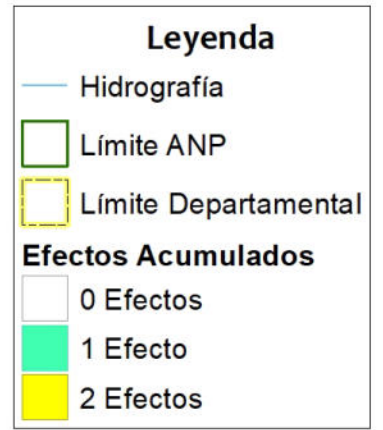 Leyenda
Hidrografía
Límite ANP
Límite Departamental
Efectos Acumulados
0 Efectos
1 Efecto
2 Efectos